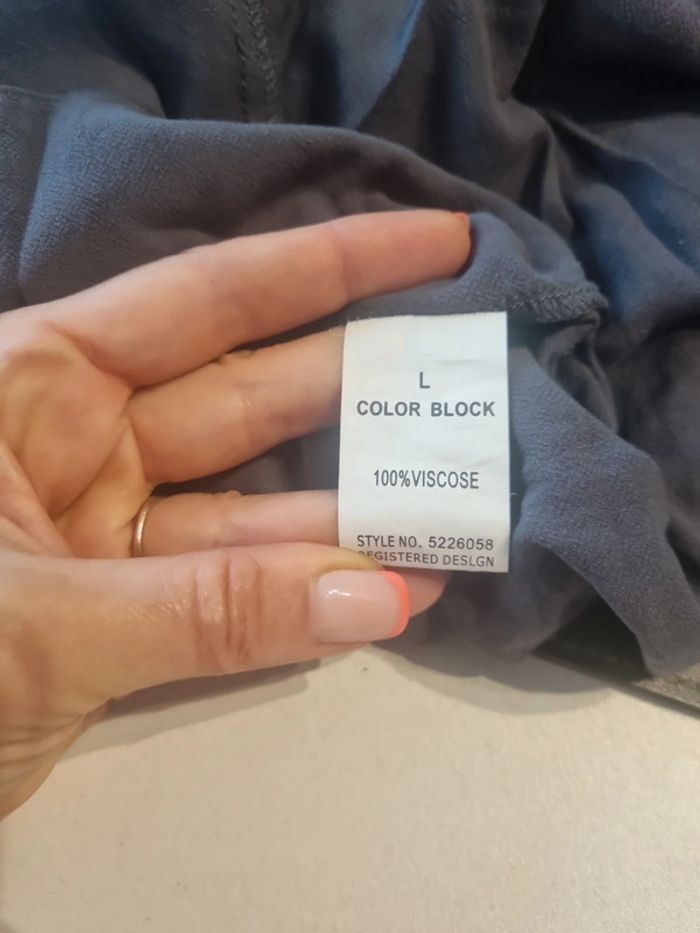 L
COLOR BLOCK
100%VISCOSE
STYLE NO. 5226058
REGISTERED DESLGN